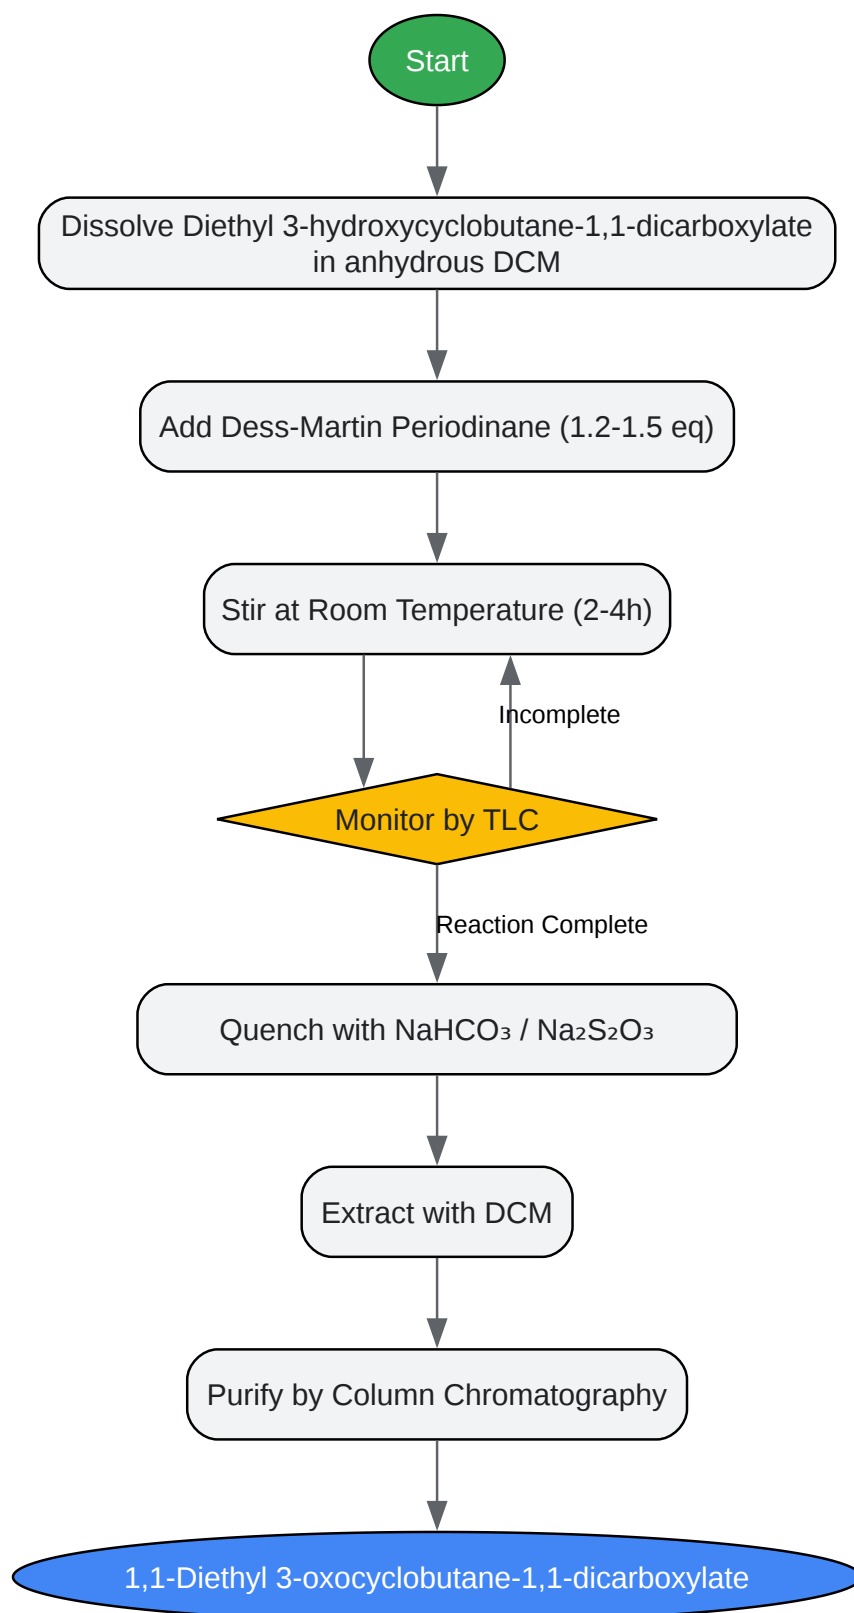 Start
Dissolve Diethyl 3-hydroxycyclobutane-1,1-dicarboxylate
in anhydrous DCM
Add Dess-Martin Periodinane (1.2-1.5 eq)
Stir at Room Temperature (2-4h)
Incomplete
Monitor by TLC
Reaction Complete
Quench with NaHCO₃ / Na₂S₂O₃
Extract with DCM
Purify by Column Chromatography
1,1-Diethyl 3-oxocyclobutane-1,1-dicarboxylate